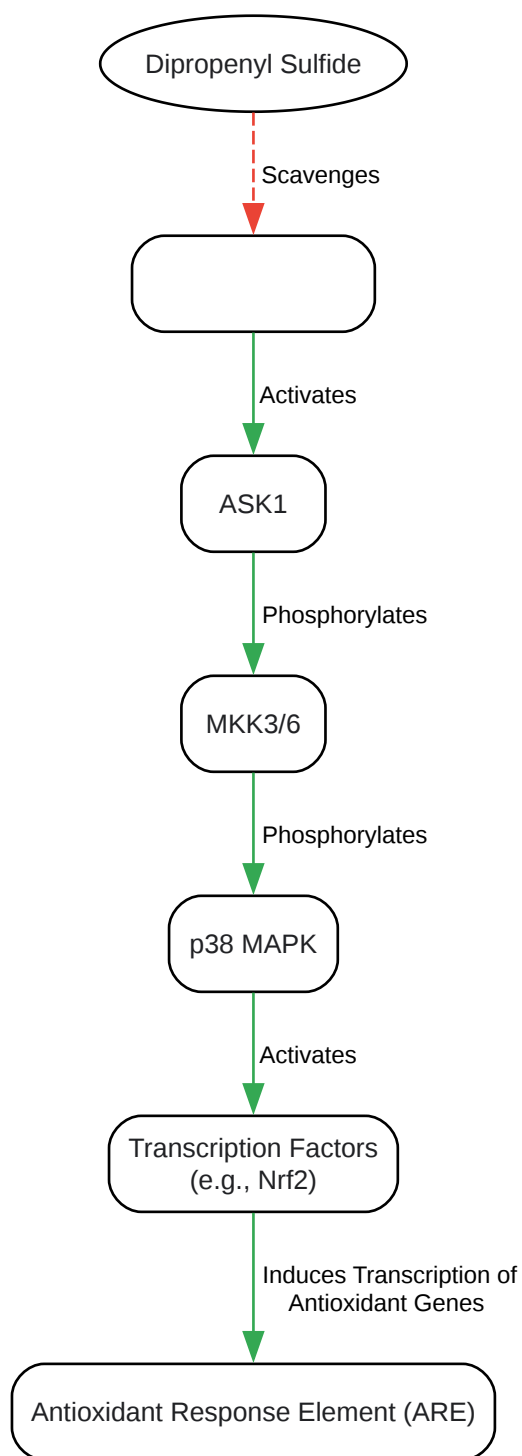 Dipropenyl Sulfide
Scavenges
Activates
ASK1
Phosphorylates
MKK3/6
Phosphorylates
p38 MAPK
Activates
Transcription Factors
(e.g., Nrf2)
Induces Transcription of
Antioxidant Genes
Antioxidant Response Element (ARE)